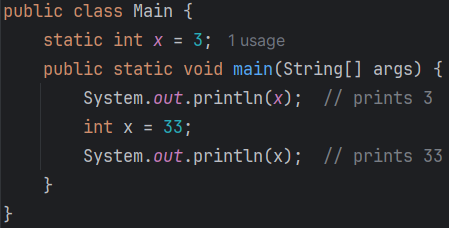 public class Main {
    static int x = 3;  1 usage
    public static void main(String[] args) {
        System.out.println(x);  // prints 3
        int x = 33;
        System.out.println(x);  // prints 33
    }
}